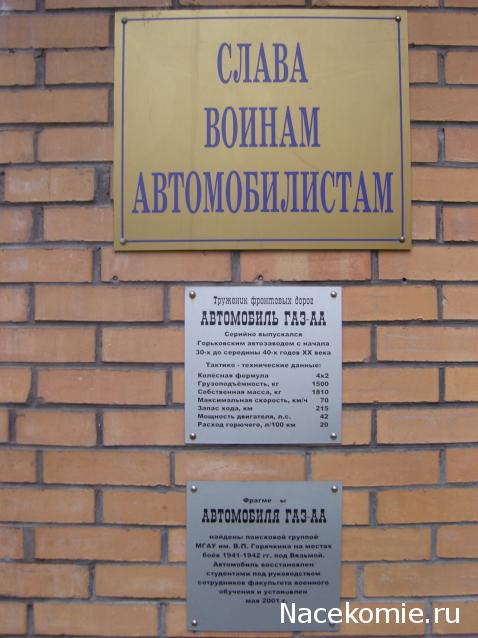 СЛАВА
ВОИНАМ
АВТОМОБИЛИСТАМ
Труженик фронтовых дорог
АВТОМОБИЛЬ ГАЗ-АА
Серийно выпускался
Горьковским автозаводом с начала
30-х до середины 40-х годов XX века
Тактико - технические данные:
Колёсная формула 4х2
Грузоподъёмность, кг 1500
Собственная масса, кг 1810
Максимальная скорость, км/ч 70
Запас хода, км 215
Мощность двигателя, л.с. 42
Расход горючего, л/100 км 20
Фрагме ы
АВТОМОБИЛЯ ГАЗ-АА
найдены поисковой группой
МГАУ им. В.П. Горячкина на местах
боёв 1941-1942 гг. под Вязьмой.
Автомобиль восстановлен
студентами под руководством
сотрудников факультета военного
обучения и установлен
мая 2001 г.
Nacekomie.ru